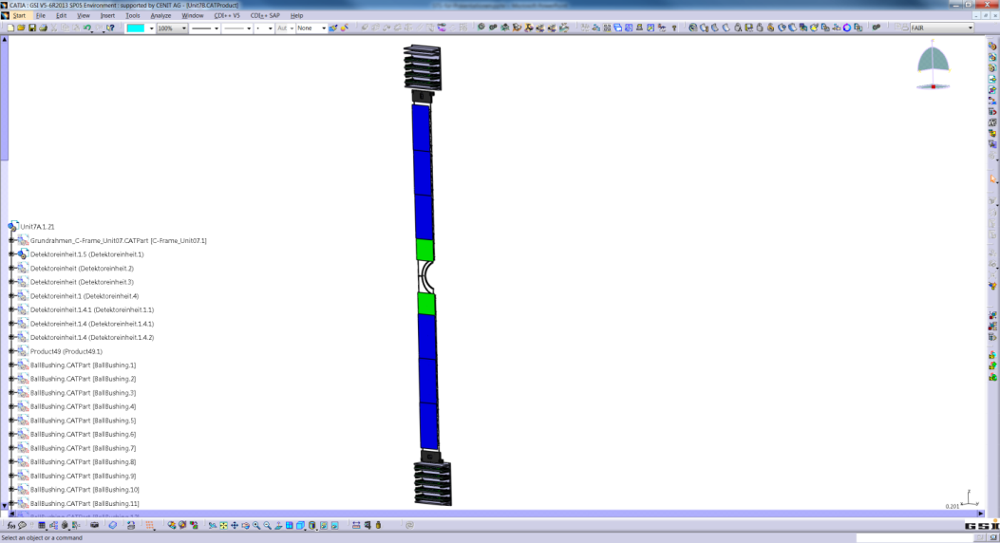 CATIA : GSI V5-6R2013 SP05 Environment : supported by CENIT AG - [Unit7B.CATProduct]
Start File Edit View Insert Tools Analyze Window CDI++ V5 CDI+ SAP Help
100% Aut None FAIR
Unit7A.1.21
Grundrahmen_C-Frame_Unit07.CATPart [C-Frame_Unit07.1]
Detektoreinheit.1.5 (Detektoreinheit.1)
Detektoreinheit (Detektoreinheit.2)
Detektoreinheit (Detektoreinheit.3)
Detektoreinheit.1 (Detektoreinheit.4)
Detektoreinheit.1.4.1 (Detektoreinheit.1.1)
Detektoreinheit.1.4 (Detektoreinheit.1.4.1)
Detektoreinheit.1.4 (Detektoreinheit.1.4.2)
Product49 (Product49.1)
BallBushing.CATPart [BallBushing.1]
BallBushing.CATPart [BallBushing.2]
BallBushing.CATPart [BallBushing.3]
BallBushing.CATPart [BallBushing.4]
BallBushing.CATPart [BallBushing.5]
BallBushing.CATPart [BallBushing.6]
BallBushing.CATPart [BallBushing.7]
BallBushing.CATPart [BallBushing.8]
BallBushing.CATPart [BallBushing.9]
BallBushing.CATPart [BallBushing.10]
BallBushing.CATPart [BallBushing.11]
0.201
GSI
Select an object or a command